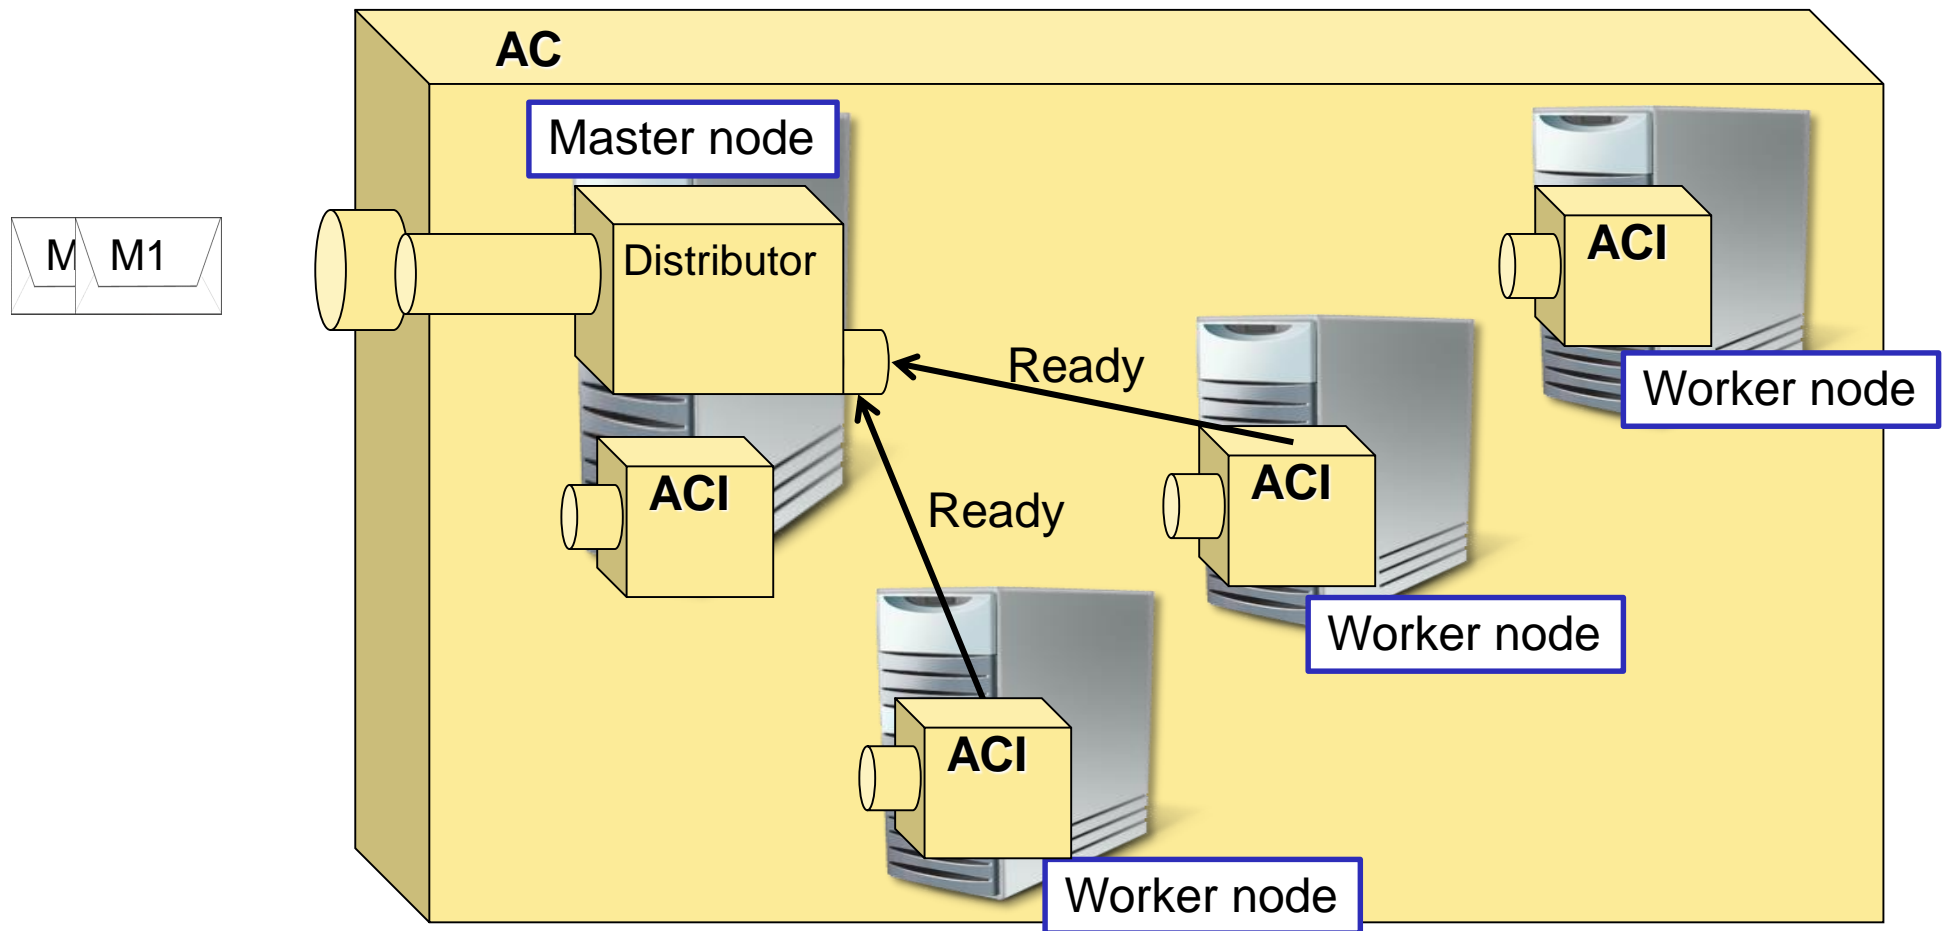 AC
Master node
M
M1
Distributor
ACI
Ready
Worker node
ACI
ACI
Ready
Worker node
ACI
Worker node